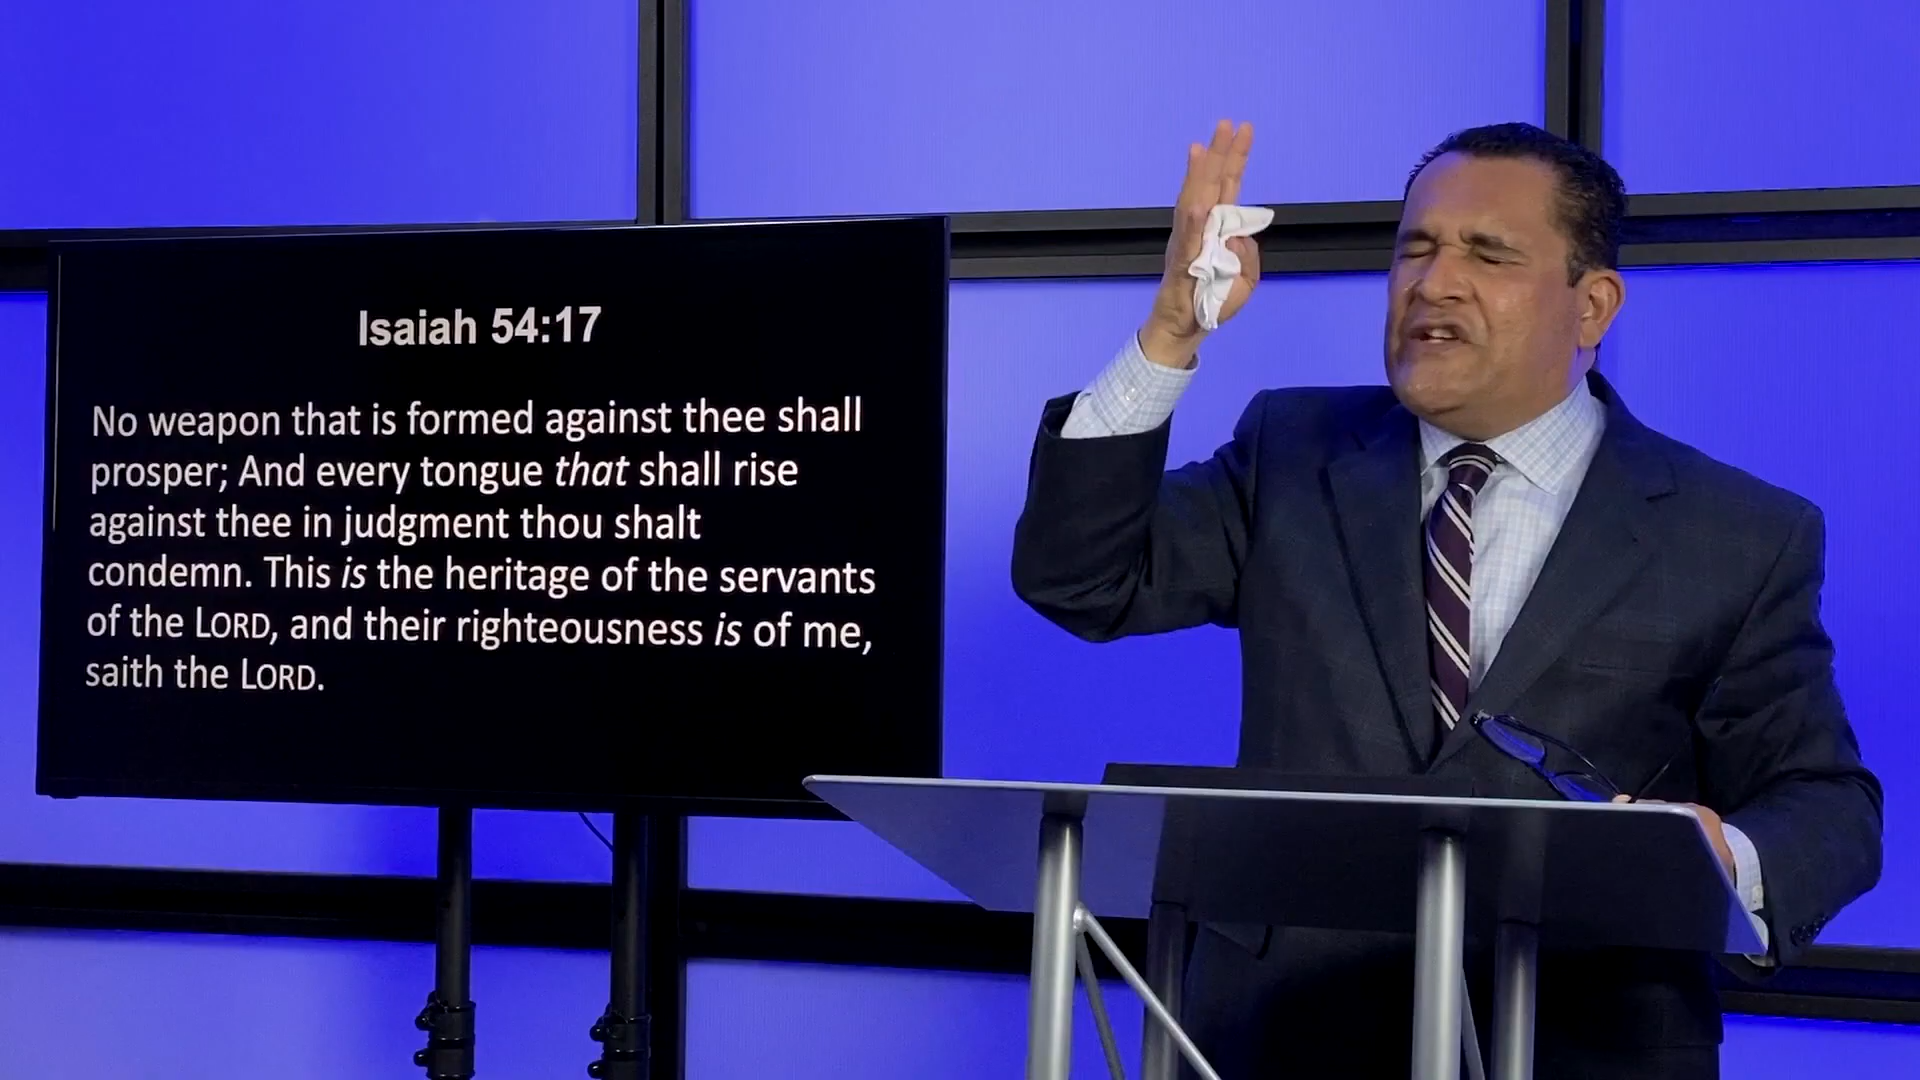 Isaiah 54:17
No weapon that is formed against thee shall
prosper; And every tongue that shall rise
against thee in judgment thou shalt
condemn. This is the heritage of the servants
of the LORD, and their righteousness is of me,
saith the LORD.